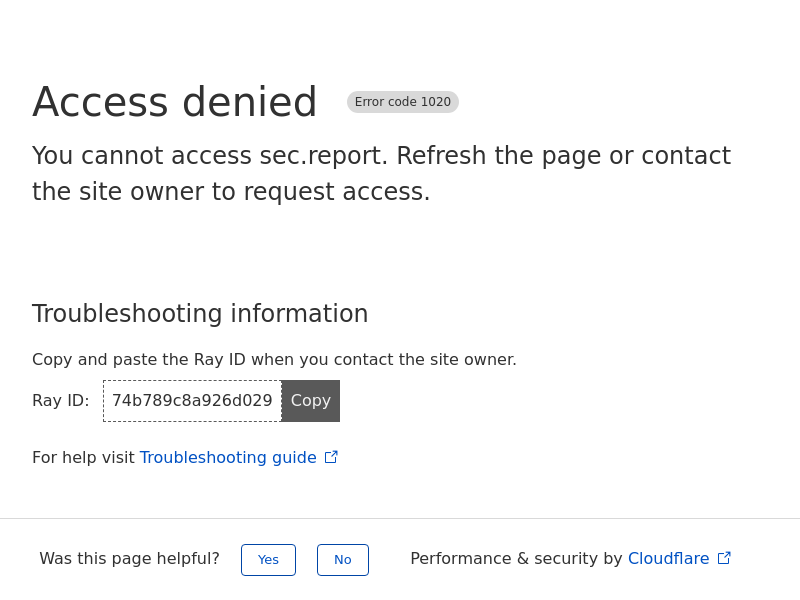 Access denied Error code 1020
You cannot access sec.report. Refresh the page or contact
the site owner to request access.
Troubleshooting information
Copy and paste the Ray ID when you contact the site owner.
Ray ID: 74b789c8a926d029 Copy
For help visit Troubleshooting guide
Was this page helpful? Yes No Performance & security by Cloudflare